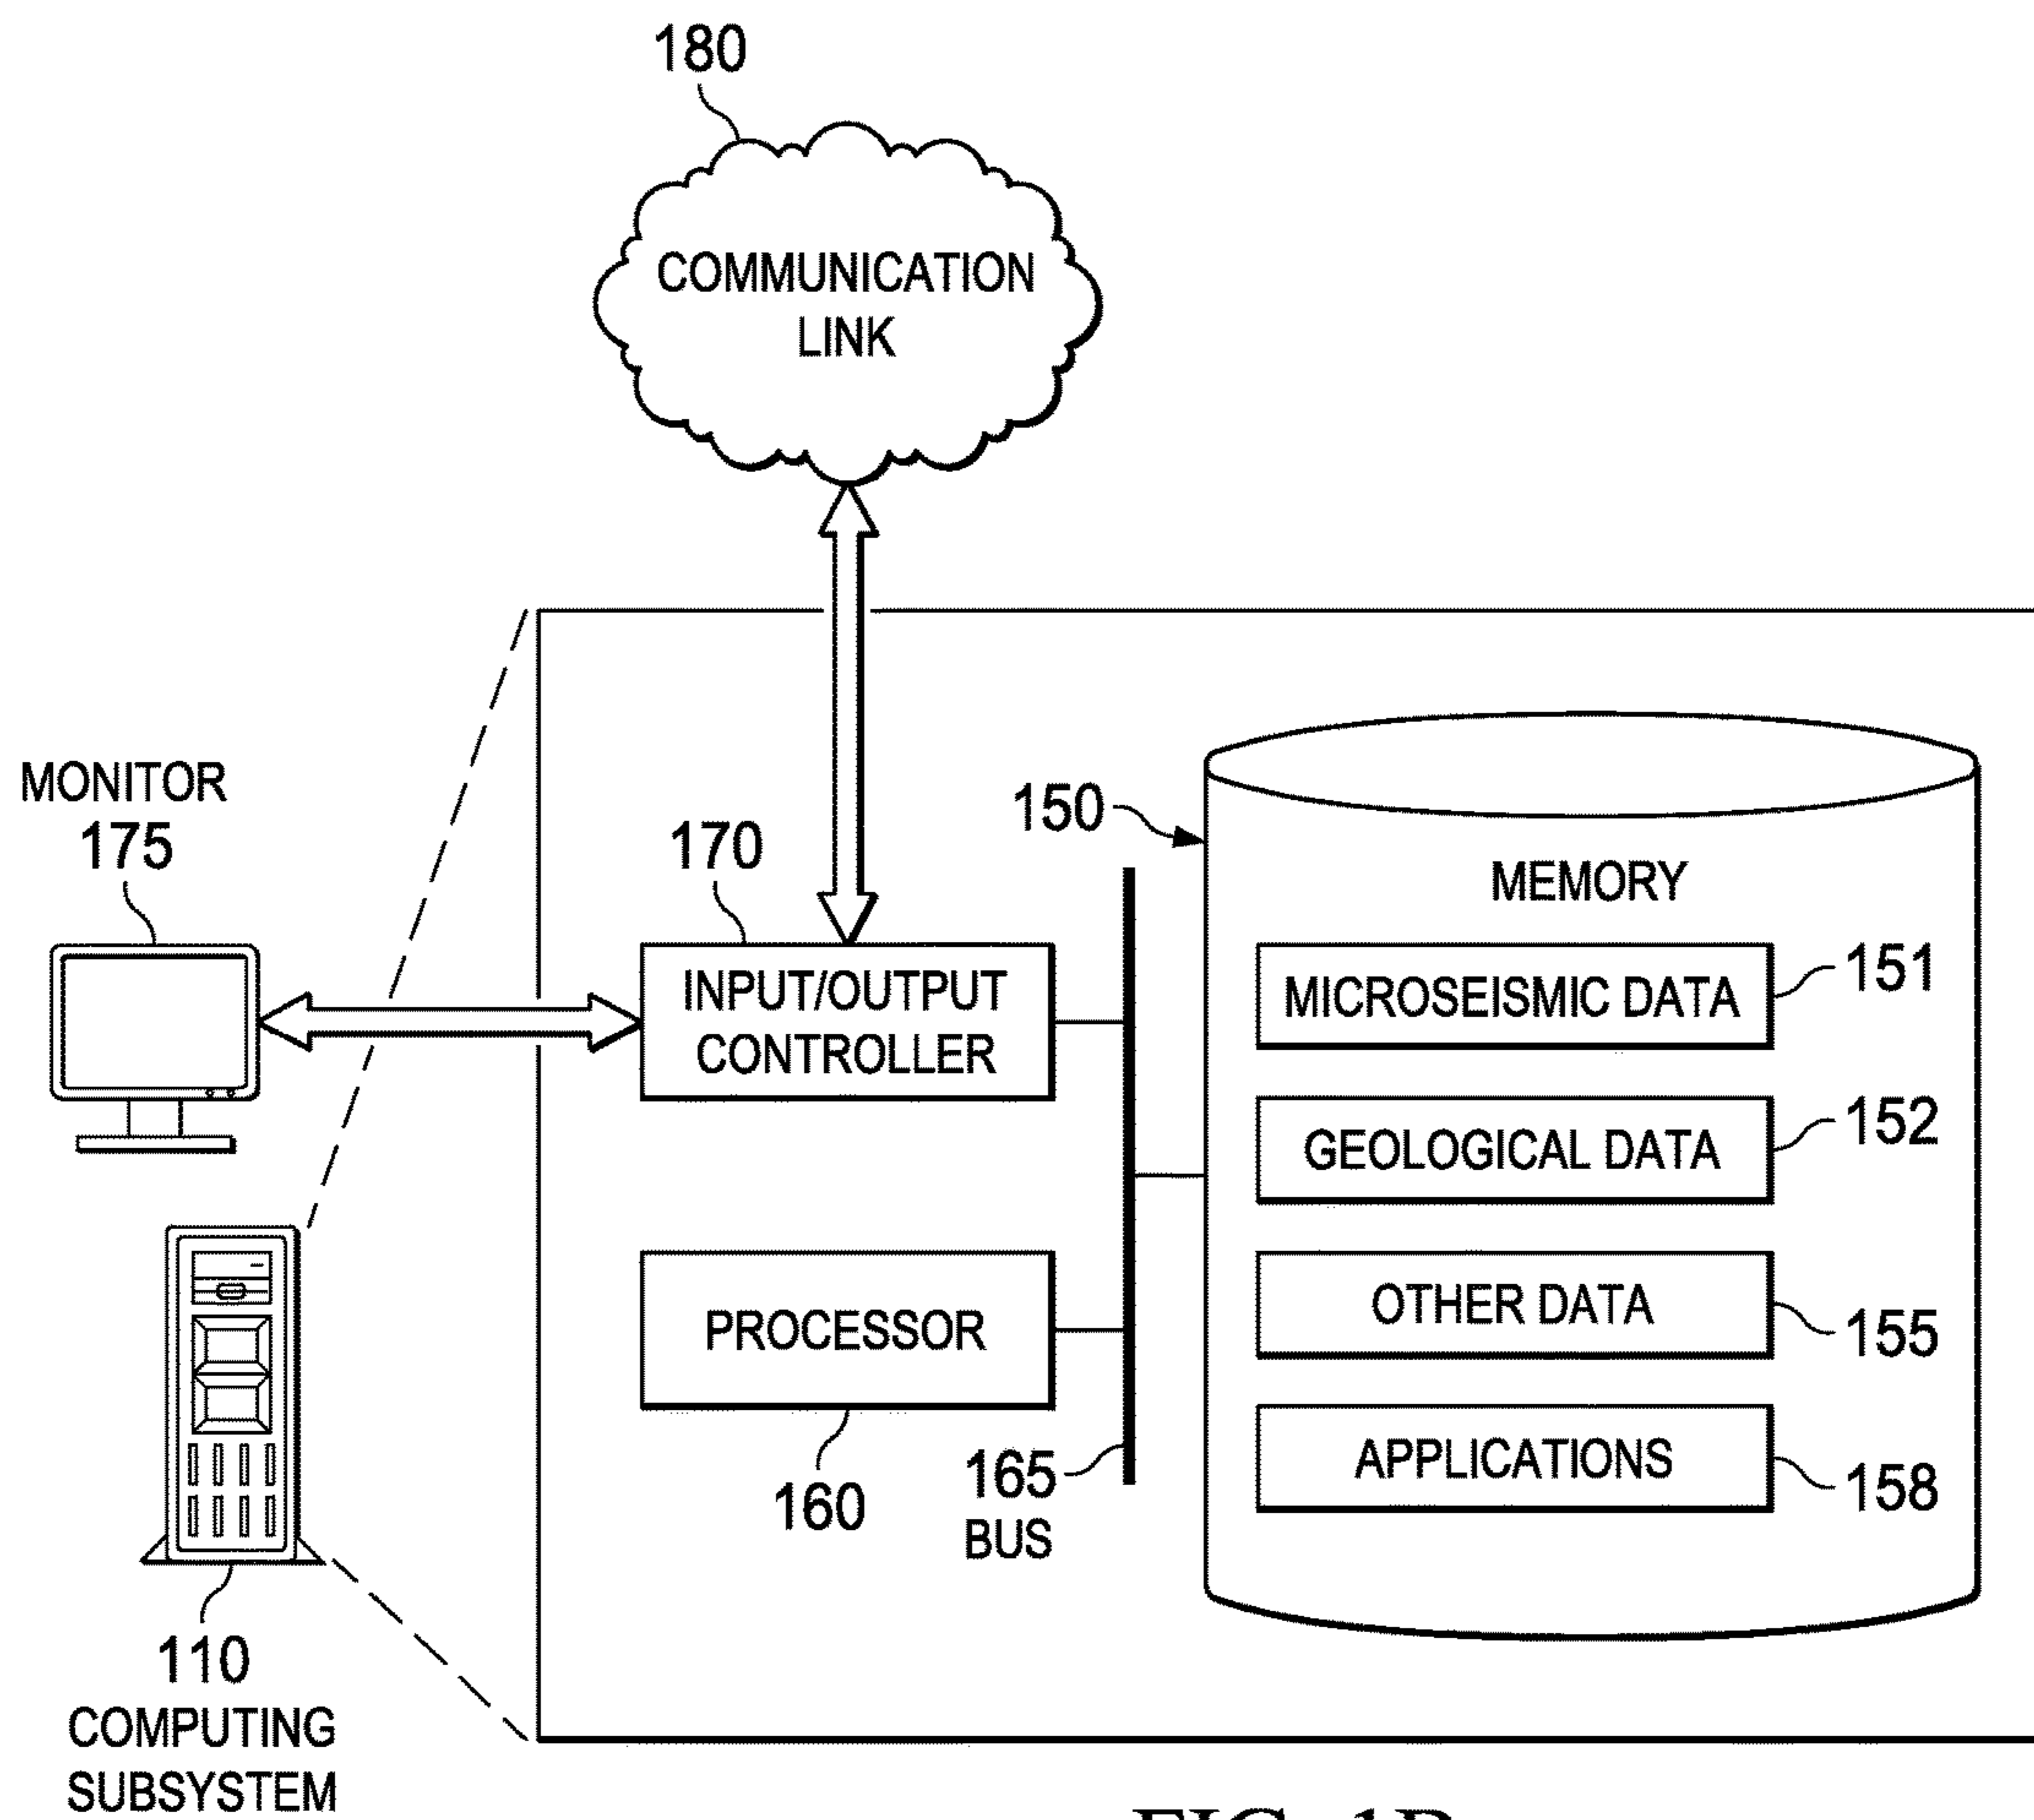 180
COMMUNICATION
LINK
MONITOR
175
170
150
MEMORY
INPUT/OUTPUT
CONTROLLER
MICROSEISMIC DATA
151
GEOLOGICAL DATA
152
PROCESSOR
160
OTHER DATA
155
165
BUS
APPLICATIONS
158
110
COMPUTING
SUBSYSTEM